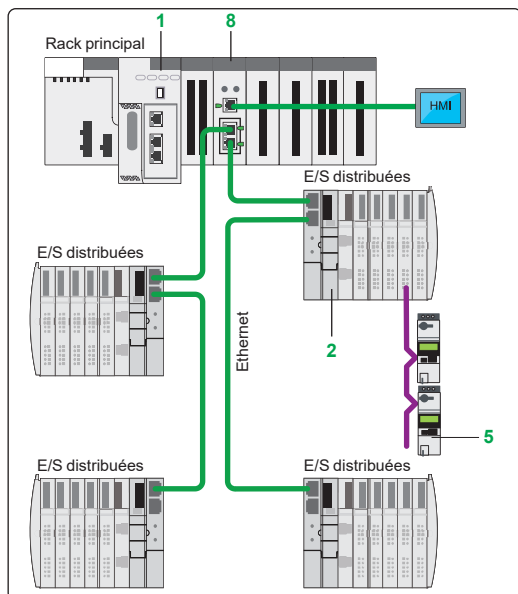 1
8
Rack principal
HMI
E/S distribuées
E/S distribuées
2
Ethernet
5
E/S distribuées
E/S distribuées